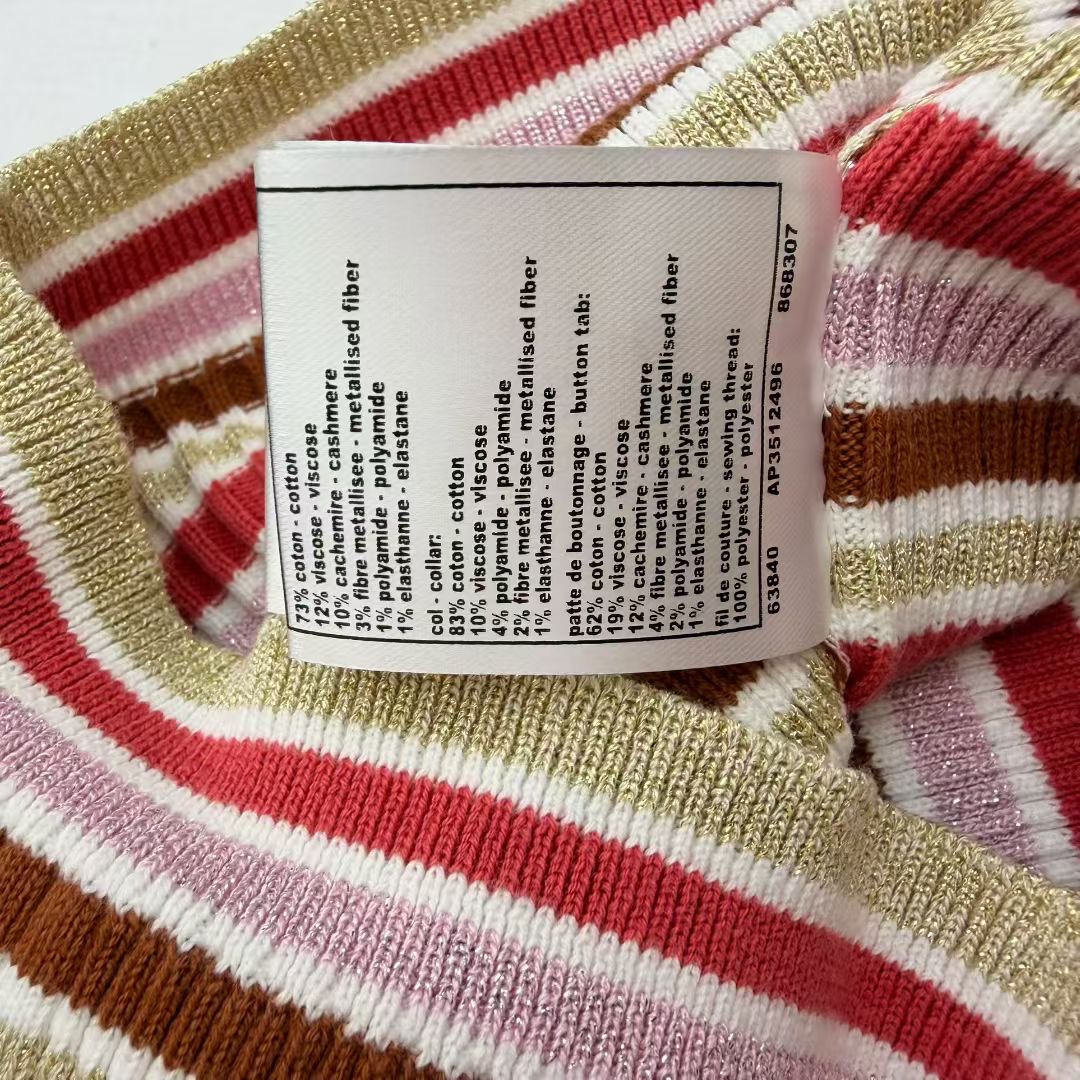 73% coton - cotton
12% viscose - viscose
10% cachemire - cashmere
3% fibre metallisee - metallised fiber
1% polyamide - polyamide
1% elasthanne - elastane
col - collar:
83% coton - cotton
10% viscose - viscose
4% polyamide - polyamide
2% fibre metallisee - metallised fiber
1% elasthanne - elastane
patte de boutonnage - button tab:
62% coton - cotton
19% viscose - viscose
12% cachemire - cashmere
4% fibre metallisee - metallised fiber
2% polyamide - polyamide
1% elasthanne - elastane
fil de couture - sewing thread:
100% polyester - polyester
63840 AP3512496 868307